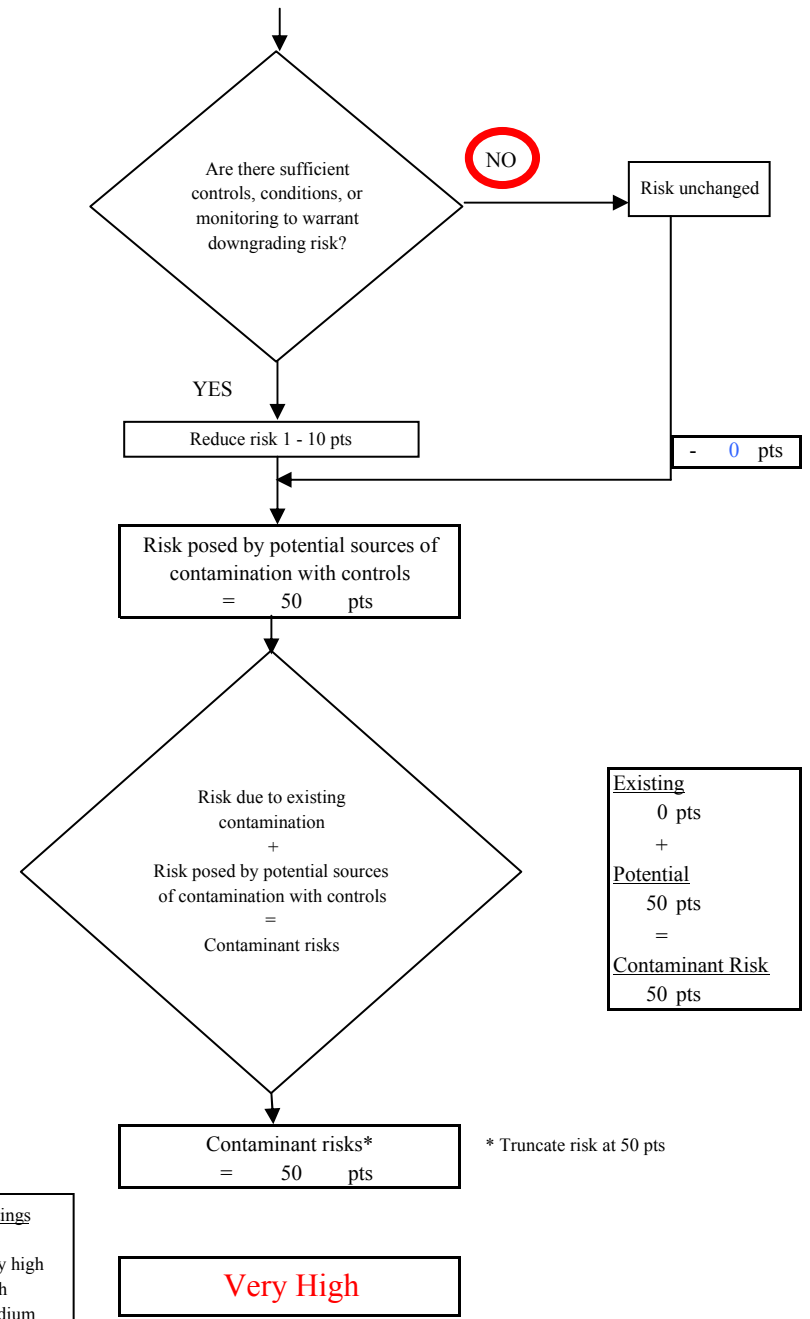 Are there sufficient
controls, conditions, or
monitoring to warrant
downgrading risk?
NO
Risk unchanged
YES
Reduce risk 1 - 10 pts
- 0 pts
Risk posed by potential sources of
contamination with controls
= 50 pts
Risk due to existing
contamination
+
Risk posed by potential sources
of contamination with controls
=
Contaminant risks
Existing
0 pts
+
Potential
50 pts
=
Contaminant Risk
50 pts
Contaminant risks*
= 50 pts
* Truncate risk at 50 pts
high
Very High